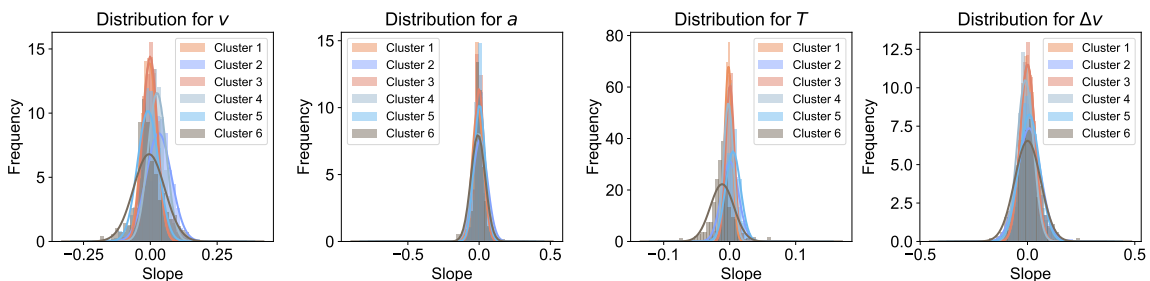 Distribution for v
Frequency
15
10
5
0
−0.25
0.00
0.25
Slope
Cluster 1
Cluster 2
Cluster 3
Cluster 4
Cluster 5
Cluster 6
Distribution for a
Frequency
15
10
5
0
−0.5
0.0
0.5
Slope
Cluster 1
Cluster 2
Cluster 3
Cluster 4
Cluster 5
Cluster 6
Distribution for T
Frequency
80
60
40
20
0
−0.1
0.0
0.1
Slope
Cluster 1
Cluster 2
Cluster 3
Cluster 4
Cluster 5
Cluster 6
Distribution for Δv
Frequency
12.5
10.0
7.5
5.0
2.5
0.0
−0.5
0.0
0.5
Slope
Cluster 1
Cluster 2
Cluster 3
Cluster 4
Cluster 5
Cluster 6